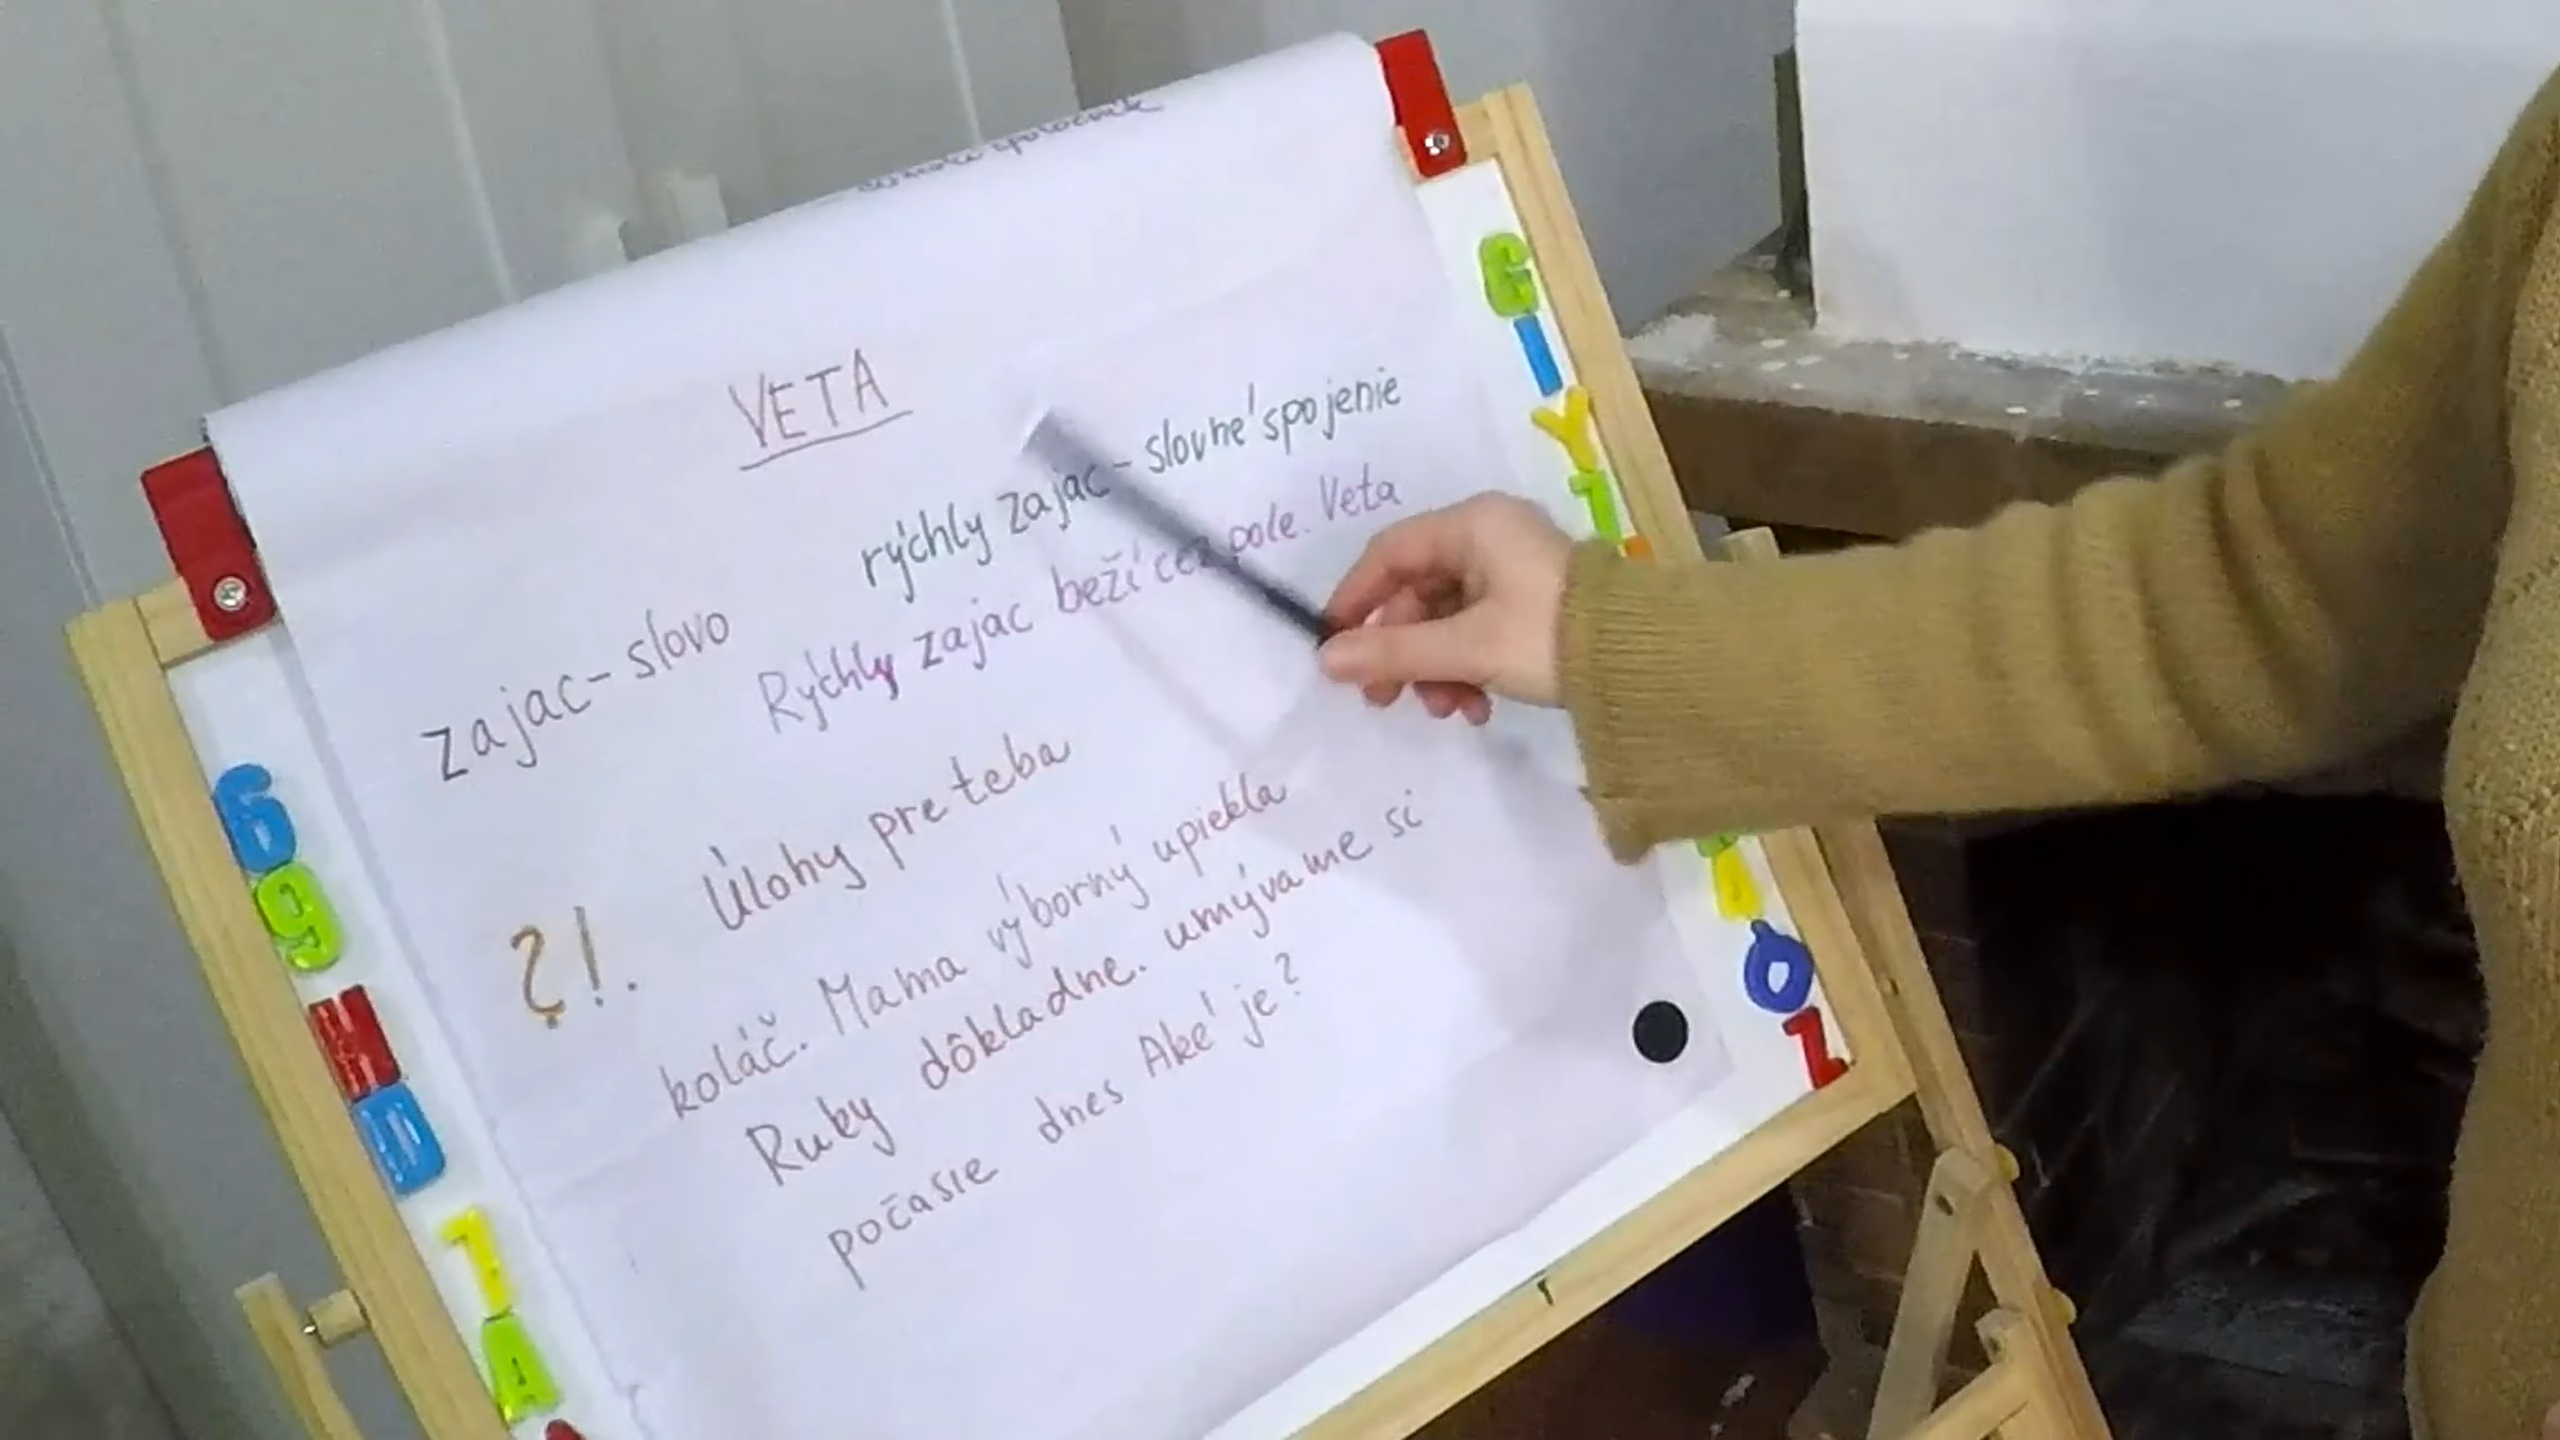 VETA
rýchly zajac - slovné spojenie
zajac - slovo
Rýchly zajac beží cez pole. Veta
Úlohy pre teba
?!.
koláč. Mama výborný upiekla
Ruby dôkladne. umývame si
počasie dnes Aké je?